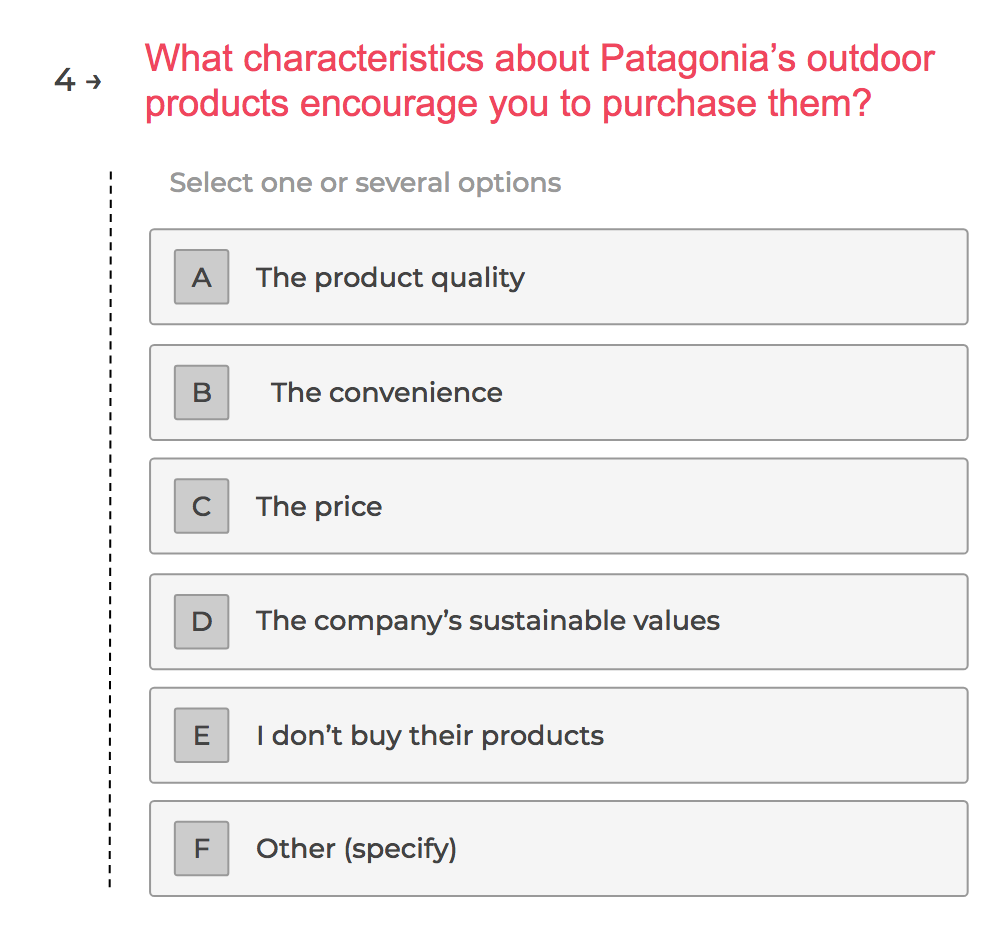 4 → What characteristics about Patagonia’s outdoor
products encourage you to purchase them?
Select one or several options
A The product quality
B The convenience
C The price
D The company’s sustainable values
E I don’t buy their products
F Other (specify)